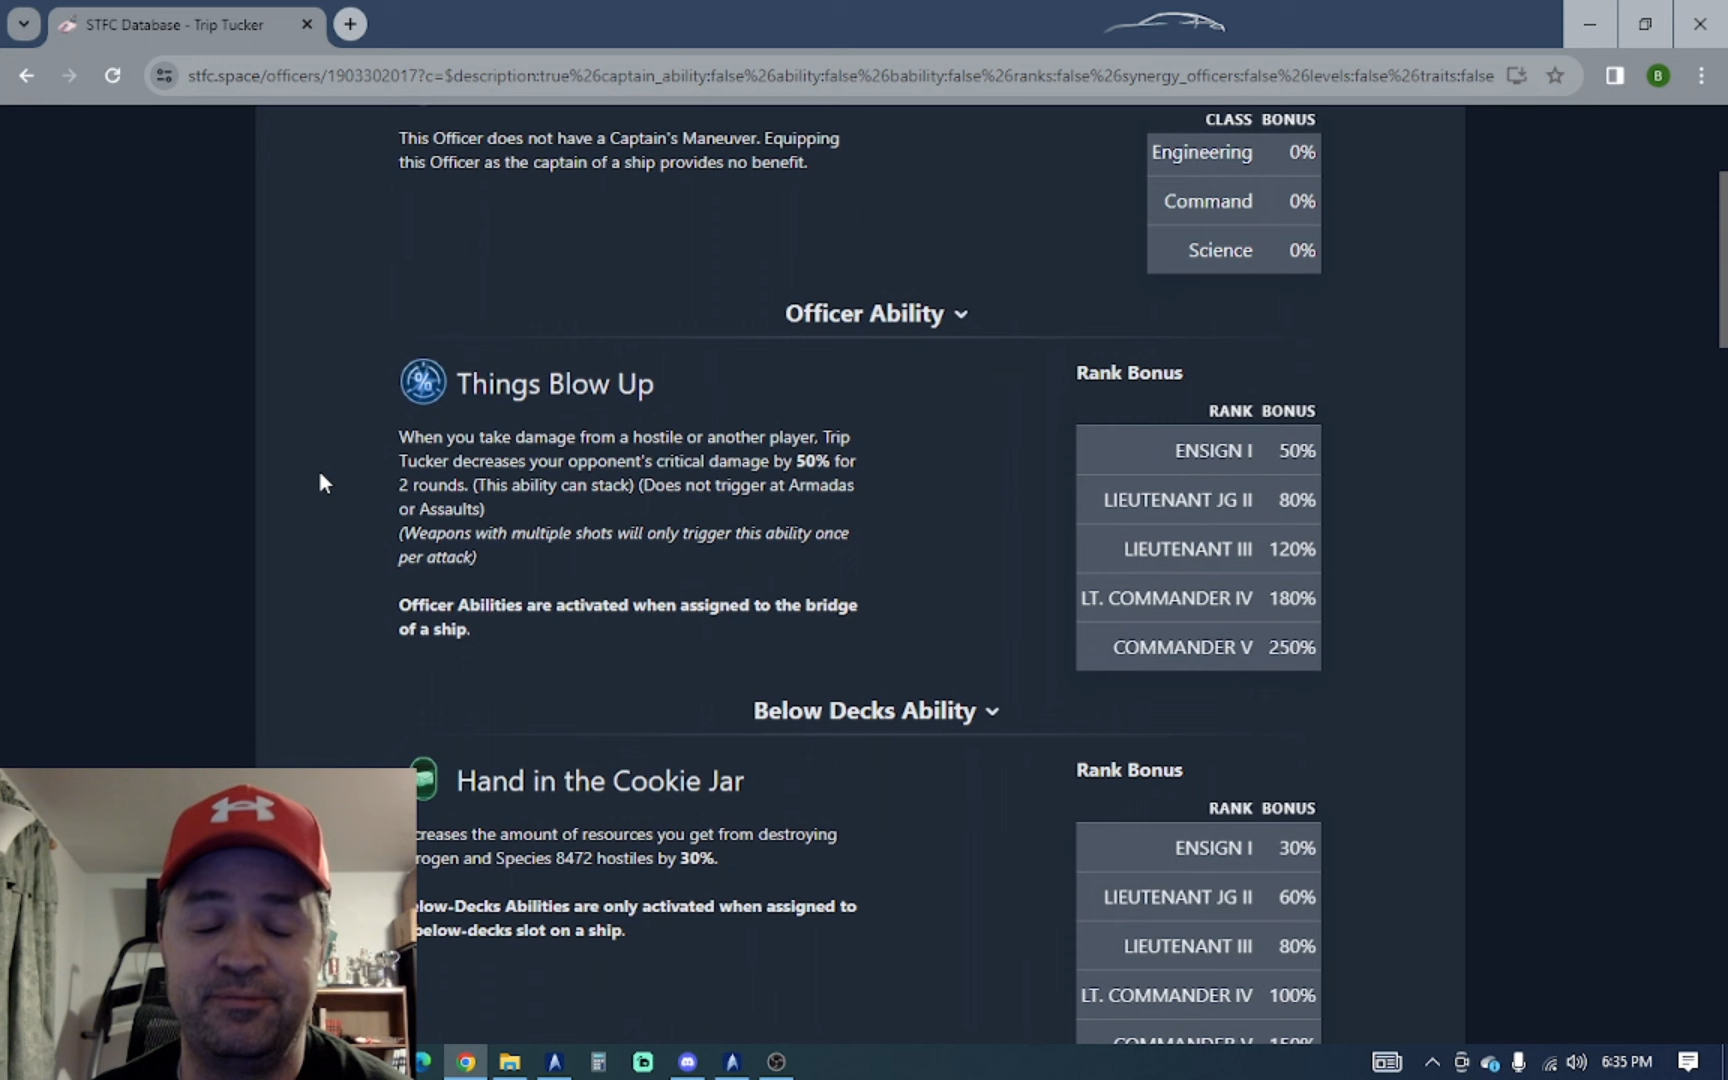 STFC Database - Trip Tucker
stfc.space/officers/1903302017?c=$description:true%26captain_ability:false%26ability:false%26bability:false%26ranks:false%26synergy_officers:false%26levels:false%26traits:false
B
This Officer does not have a Captain's Maneuver. Equipping
this Officer as the captain of a ship provides no benefit.
CLASS BONUS
Engineering 0%
Command 0%
Science 0%
Officer Ability
Things Blow Up
When you take damage from a hostile or another player, Trip
Tucker decreases your opponent's critical damage by 50% for
2 rounds. (This ability can stack) (Does not trigger at Armadas
or Assaults)
(Weapons with multiple shots will only trigger this ability once
per attack)
Officer Abilities are activated when assigned to the bridge
of a ship.
Rank Bonus
RANK BONUS
ENSIGN I 50%
LIEUTENANT JG II 80%
LIEUTENANT III 120%
LT. COMMANDER IV 180%
COMMANDER V 250%
Below Decks Ability
Hand in the Cookie Jar
creases the amount of resources you get from destroying
rogen and Species 8472 hostiles by 30%.
low-Decks Abilities are only activated when assigned to
below-decks slot on a ship.
Rank Bonus
RANK BONUS
ENSIGN I 30%
LIEUTENANT JG II 60%
LIEUTENANT III 80%
LT. COMMANDER IV 100%
COMMANDER V 150%
6:35 PM